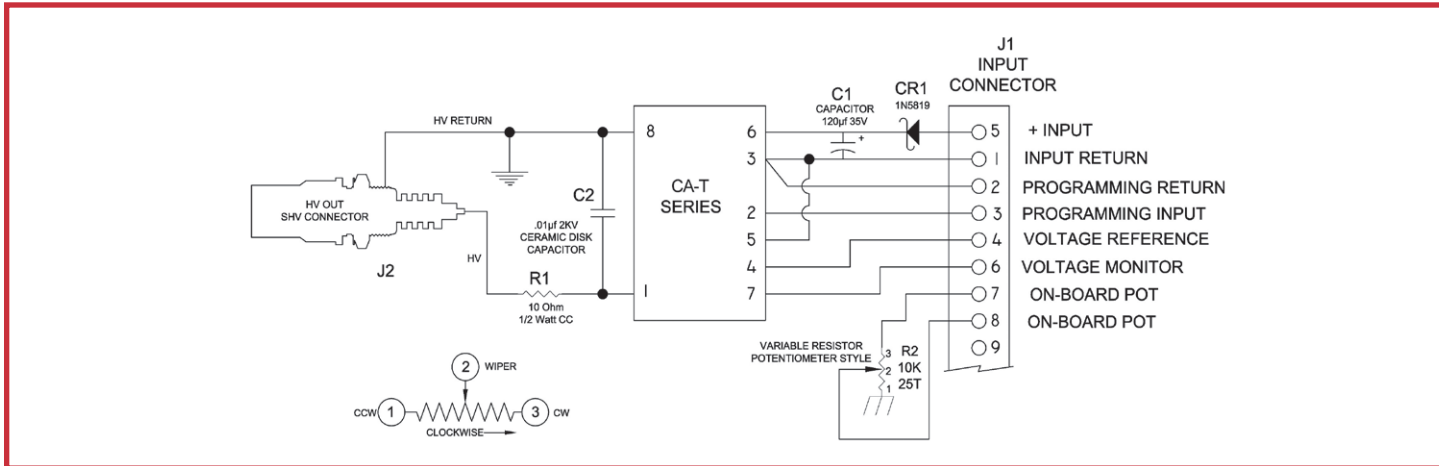 J1
INPUT
CONNECTOR
CR1
1N5819
C1
CAPACITOR
120µf 35V
+
HV RETURN
8
6
5
+ INPUT
3
1
INPUT RETURN
2
PROGRAMMING RETURN
CA-T
SERIES
C2
HV OUT
SHV CONNECTOR
2
3
PROGRAMMING INPUT
.01µf 2KV
CERAMIC DISK
CAPACITOR
5
4
VOLTAGE REFERENCE
HV
J2
4
6
VOLTAGE MONITOR
R1
1
7
7
ON-BOARD POT
10 Ohm
1/2 Watt CC
8
ON-BOARD POT
VARIABLE RESISTOR
POTENTIOMETER STYLE
3
2
1
R2
10K
25T
9
2
WIPER
CCW
1
3
CW
CLOCKWISE